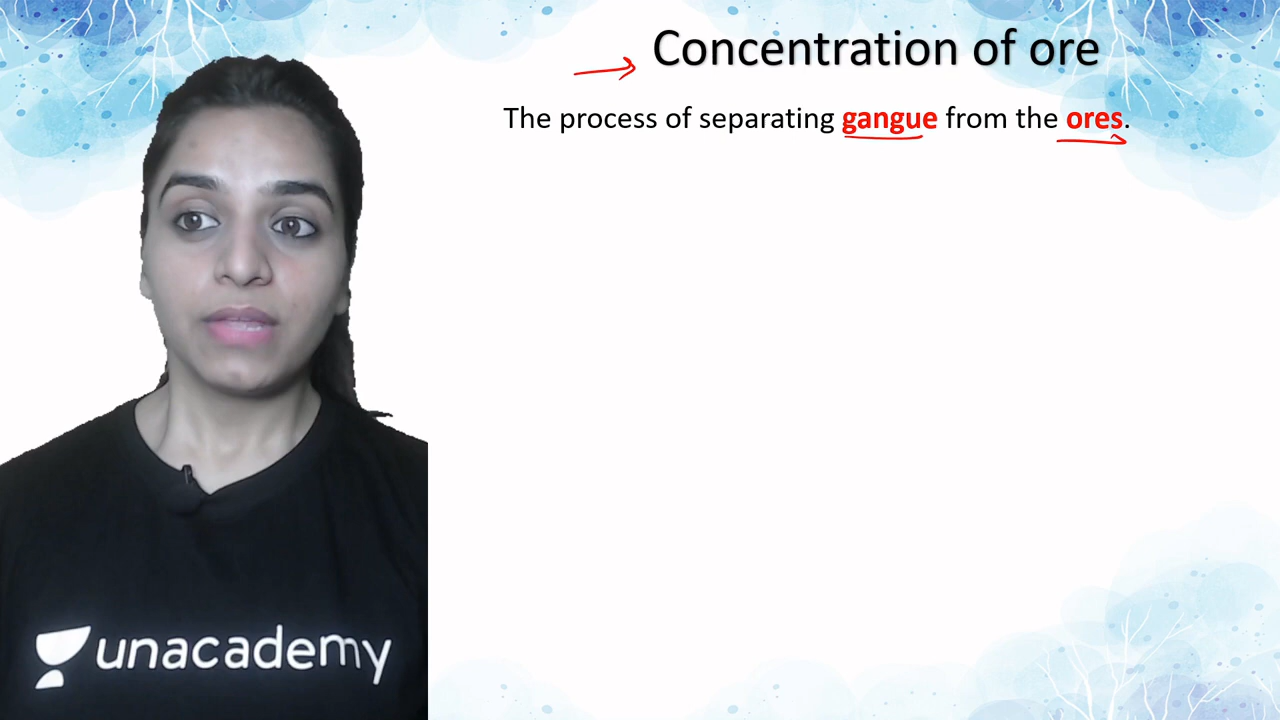 Concentration of ore
The process of separating gangue from the ores.
unacademy